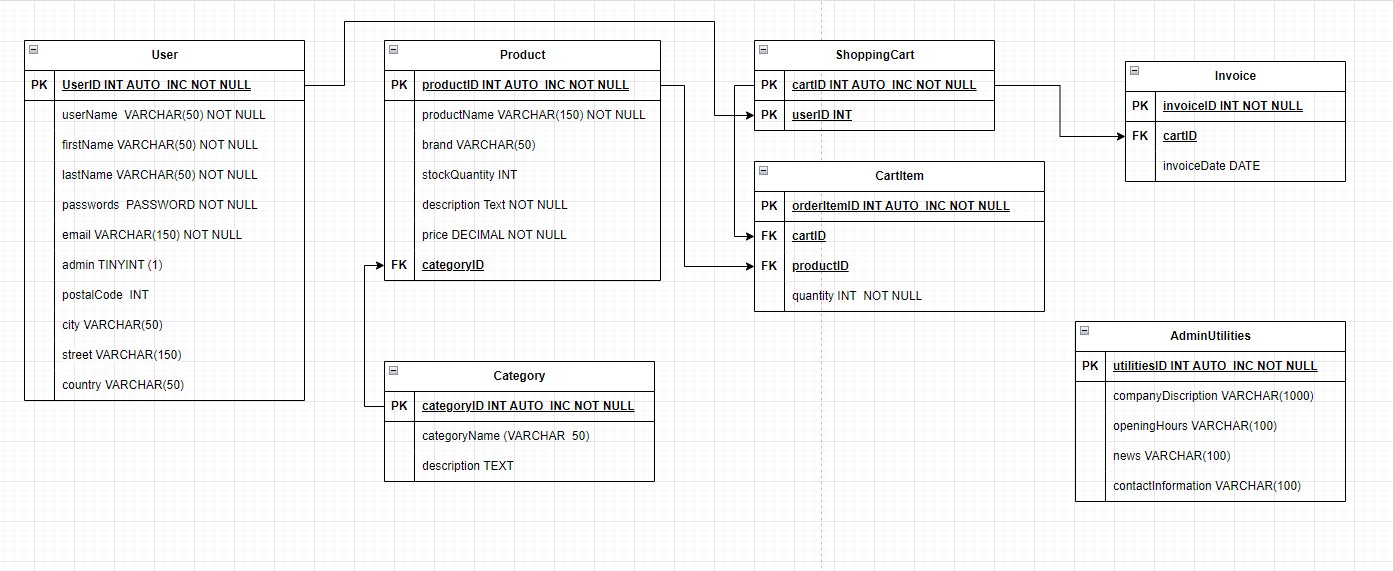 User
PK UserID INT AUTO_INC NOT NULL
userName VARCHAR(50) NOT NULL
firstName VARCHAR(50) NOT NULL
lastName VARCHAR(50) NOT NULL
passwords PASSWORD NOT NULL
email VARCHAR(150) NOT NULL
admin TINYINT (1)
postalCode INT
city VARCHAR(50)
street VARCHAR(150)
country VARCHAR(50)
Product
PK productID INT AUTO_INC NOT NULL
productName VARCHAR(150) NOT NULL
brand VARCHAR(50)
stockQuantity INT
description Text NOT NULL
price DECIMAL NOT NULL
FK categoryID
Category
PK categoryID INT AUTO_INC NOT NULL
categoryName (VARCHAR 50)
description TEXT
ShoppingCart
PK cartID INT AUTO_INC NOT NULL
PK userID INT
CartItem
PK orderItemID INT AUTO_INC NOT NULL
FK cartID
FK productID
quantity INT NOT NULL
Invoice
PK invoiceID INT NOT NULL
FK cartID
invoiceDate DATE
AdminUtilities
PK utilitiesID INT AUTO_INC NOT NULL
companyDiscription VARCHAR(1000)
openingHours VARCHAR(100)
news VARCHAR(100)
contactInformation VARCHAR(100)